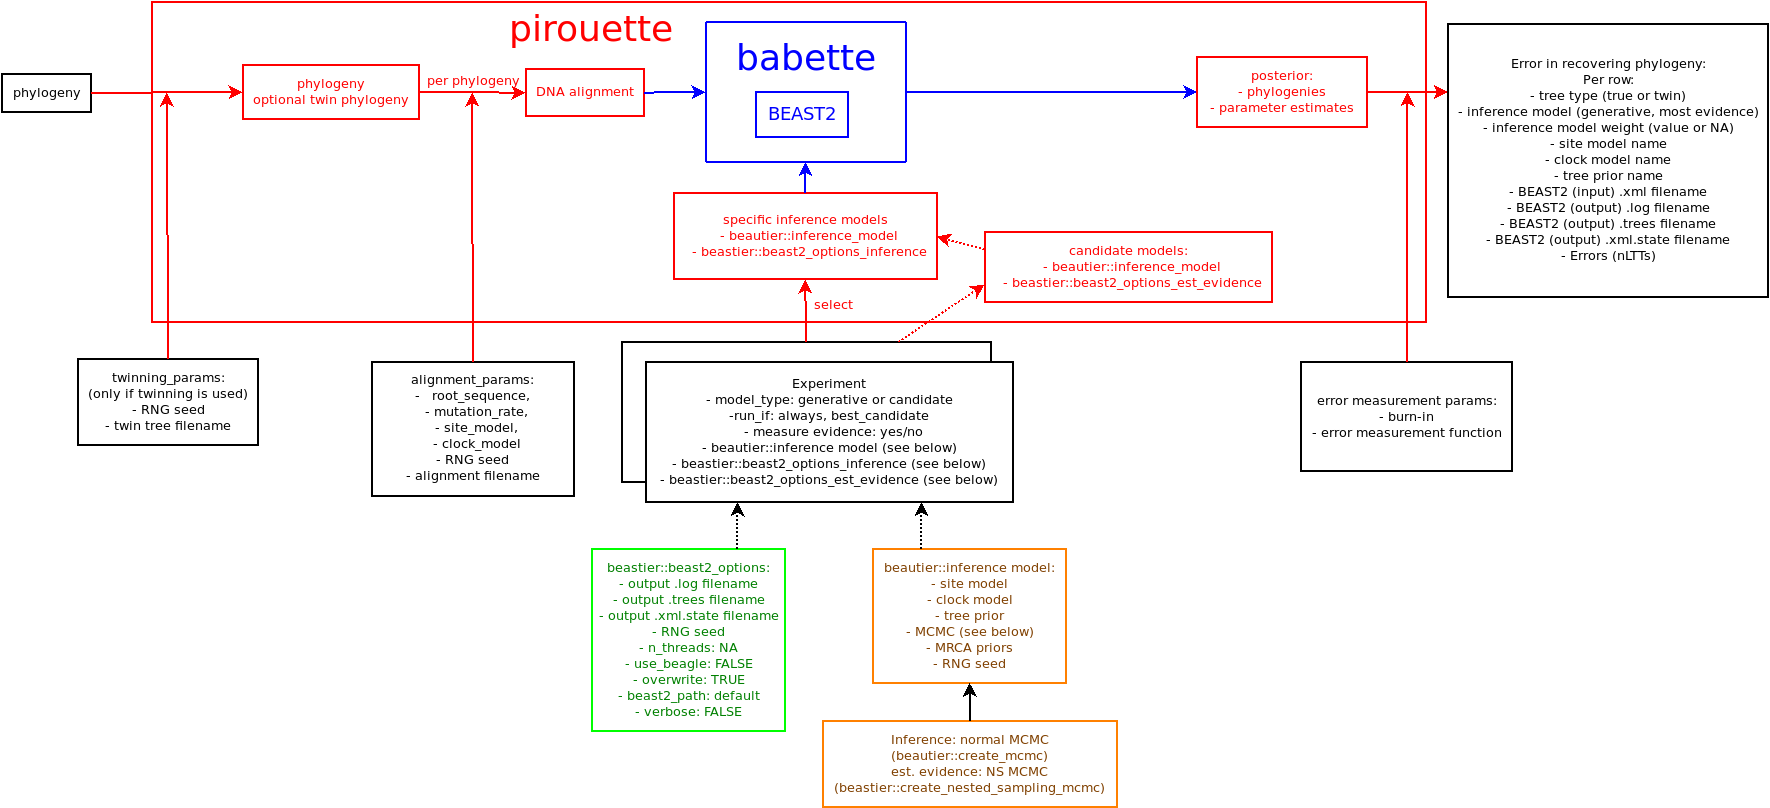 pirouette
phylogeny
phylogeny
optional twin phylogeny
per phylogeny
DNA alignment
babette
BEAST2
posterior:
- phylogenies
- parameter estimates
Error in recovering phylogeny:
Per row:
- tree type (true or twin)
- inference model (generative, most evidence)
- inference model weight (value or NA)
- site model name
- clock model name
- tree prior name
- BEAST2 (input) .xml filename
- BEAST2 (output) .log filename
- BEAST2 (output) .trees filename
- BEAST2 (output) .xml.state filename
- Errors (nLTTs)
specific inference models
- beautier::inference_model
- beastier::beast2_options_inference
candidate models:
- beautier::inference_model
- beastier::beast2_options_est_evidence
select
twinning_params:
(only if twinning is used)
- RNG seed
- twin tree filename
alignment_params:
- root_sequence,
- mutation_rate,
- site_model,
- clock_model
- RNG seed
- alignment filename
Experiment
- model_type: generative or candidate
-run_if: always, best_candidate
- measure evidence: yes/no
- beautier::inference model (see below)
- beastier::beast2_options_inference (see below)
- beastier::beast2_options_est_evidence (see below)
error measurement params:
- burn-in
- error measurement function
beastier::beast2_options:
- output .log filename
- output .trees filename
- output .xml.state filename
- RNG seed
- n_threads: NA
- use_beagle: FALSE
- overwrite: TRUE
- beast2_path: default
- verbose: FALSE
beautier::inference model:
- site model
- clock model
- tree prior
- MCMC (see below)
- MRCA priors
- RNG seed
Inference: normal MCMC
(beautier::create_mcmc)
est. evidence: NS MCMC
(beastier::create_nested_sampling_mcmc)